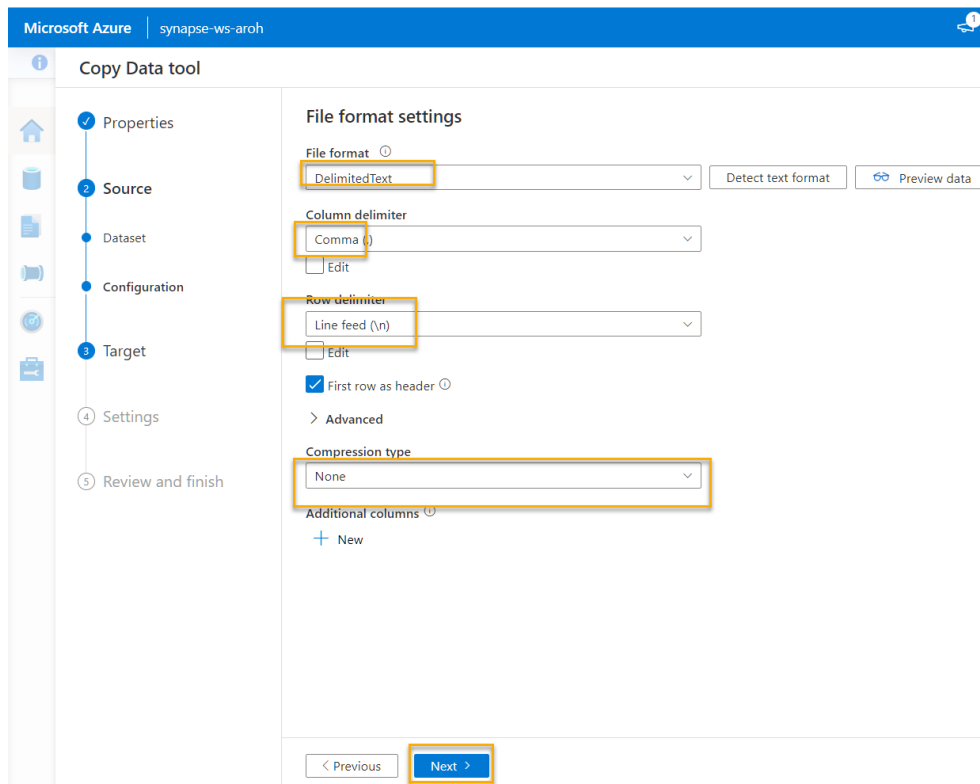 Microsoft Azure synapse-ws-aroh 1
Copy Data tool
Properties
2 Source
Dataset
Configuration
3 Target
4 Settings
5 Review and finish
File format settings
File format
DelimitedText
Detect text format
Preview data
Column delimiter
Comma (,)
Edit
Row delimiter
Line feed (\n)
Edit
First row as header
Advanced
Compression type
None
Additional columns
New
Previous
Next